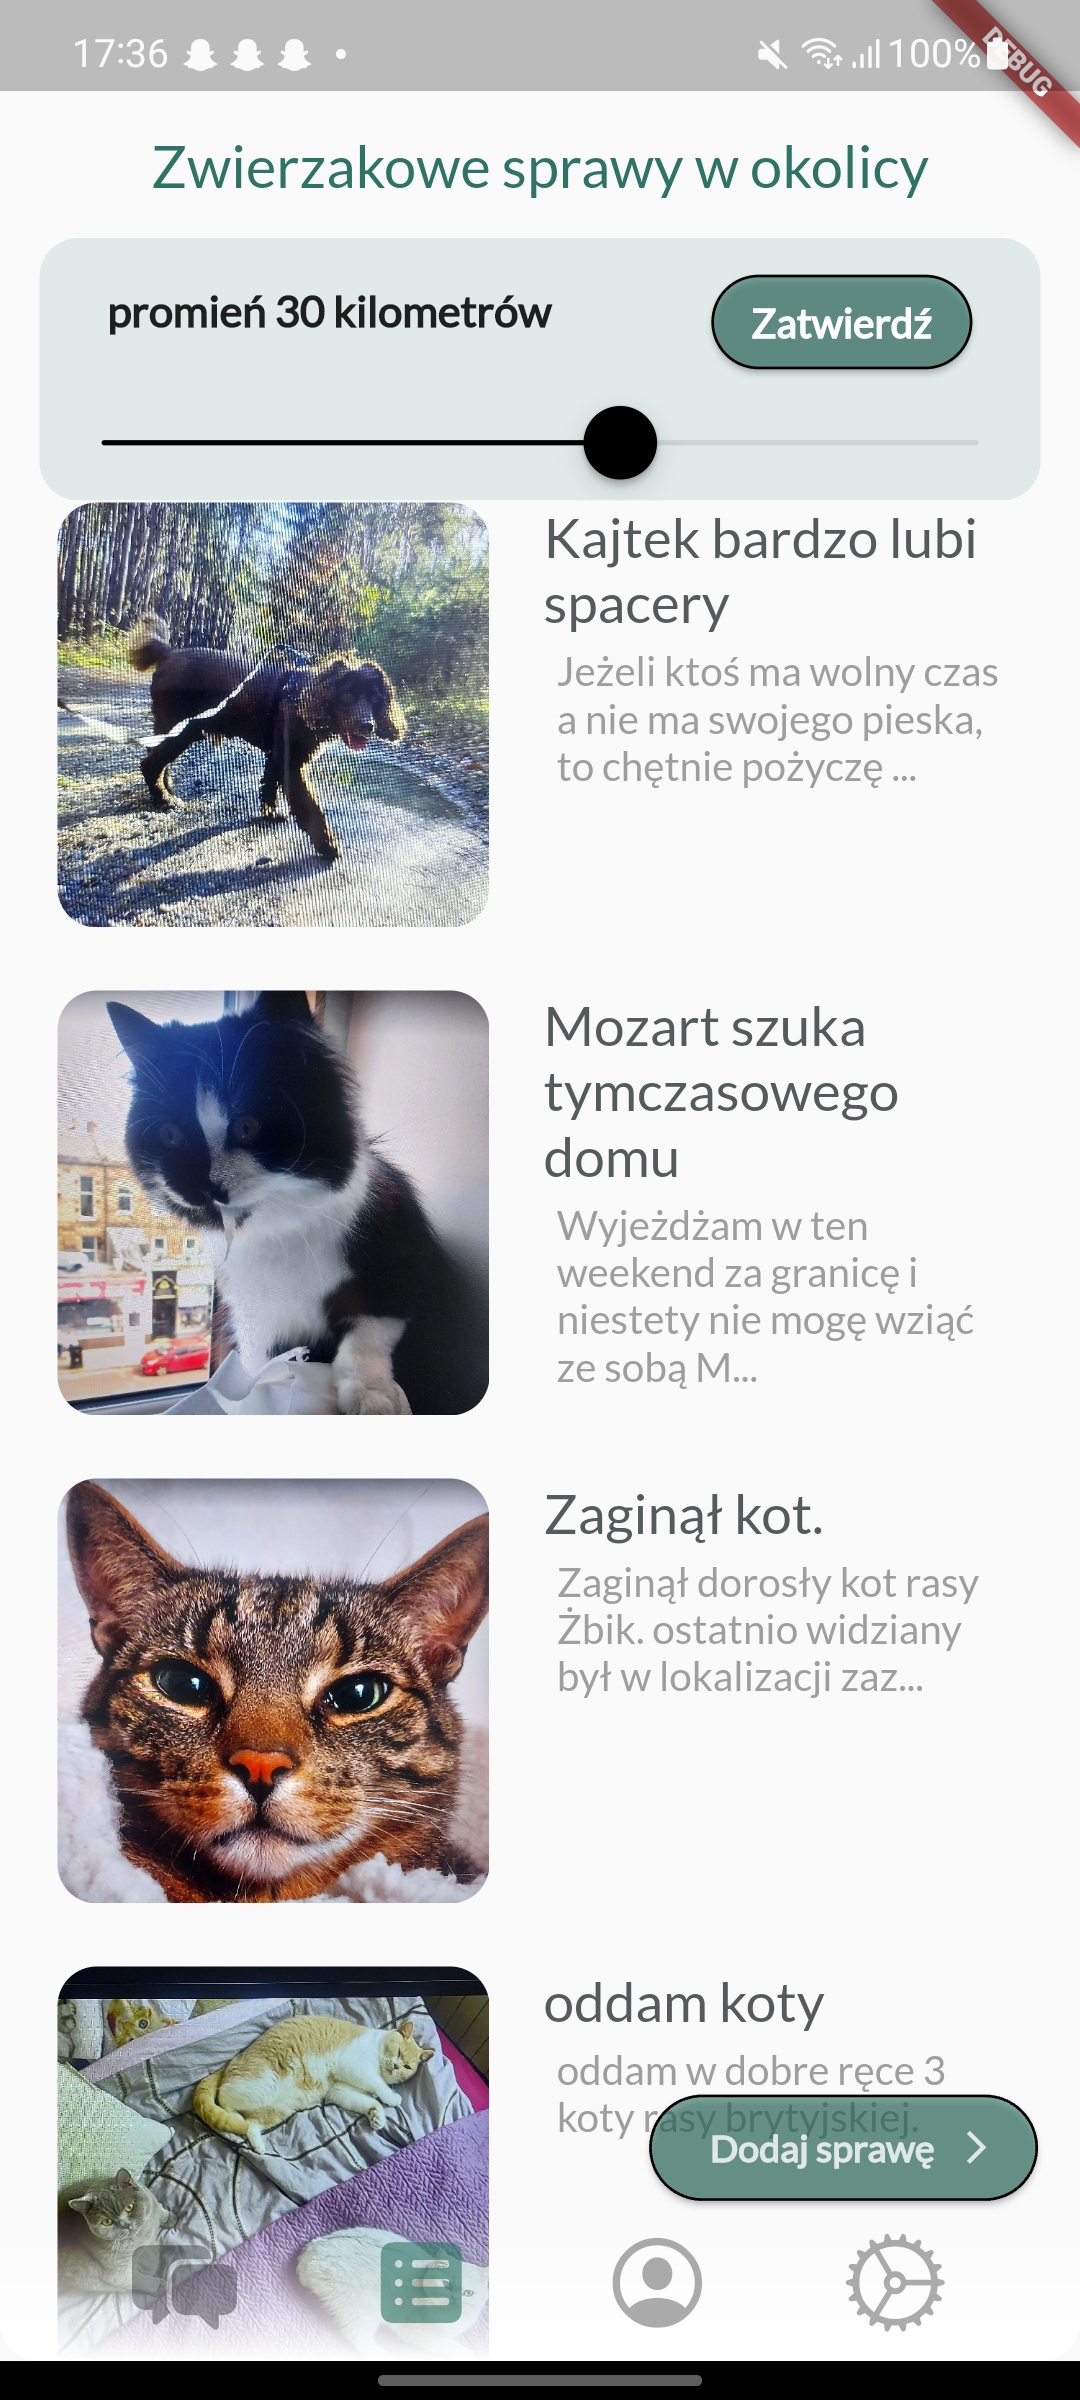 17:36
100%
DEBUG
Zwierzakowe sprawy w okolicy
promień 30 kilometrów
Zatwierdź
Kajtek bardzo lubi
spacery
Jeżeli ktoś ma wolny czas
a nie ma swojego pieska,
to chętnie pożyczę ...
Mozart szuka
tymczasowego
domu
Wyjeżdżam w ten
weekend za granicę i
niestety nie mogę wziąć
ze sobą M...
Zaginął kot.
Zaginął dorosły kot rasy
Żbik. ostatnio widziany
był w lokalizacji zaz...
oddam koty
oddam w dobre ręce 3
koty rasy brytyjskiej.
Dodaj sprawę